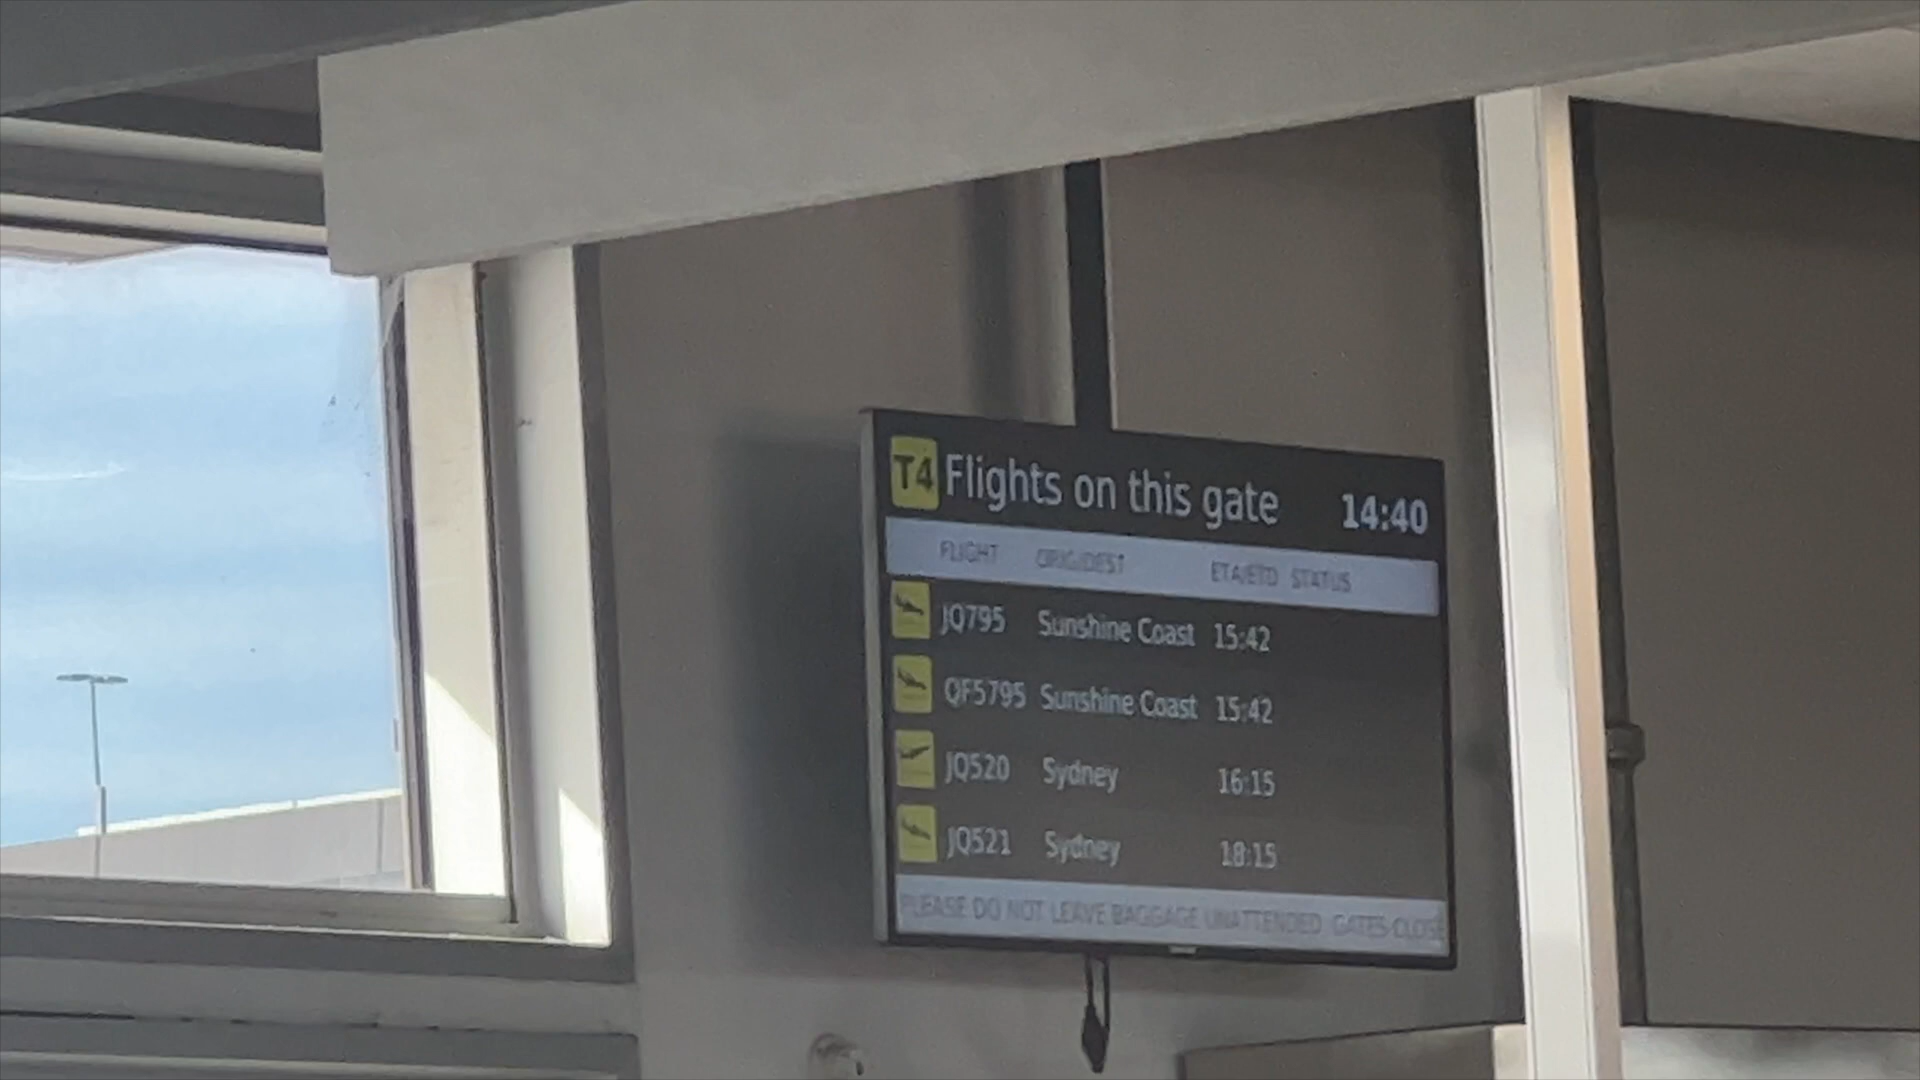 T4 Flights on this gate 14:40
FLIGHT ORIG/DEST ETA/ETD STATUS
JQ795 Sunshine Coast 15:42
QF5795 Sunshine Coast 15:42
JQ520 Sydney 16:15
JQ521 Sydney 18:15
PLEASE DO NOT LEAVE BAGGAGE UNATTENDED. GATES CLOSE